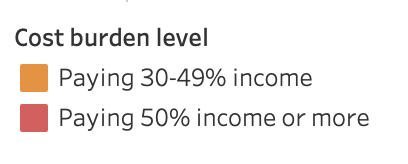 Cost burden level
Paying 30-49% income
Paying 50% income or more